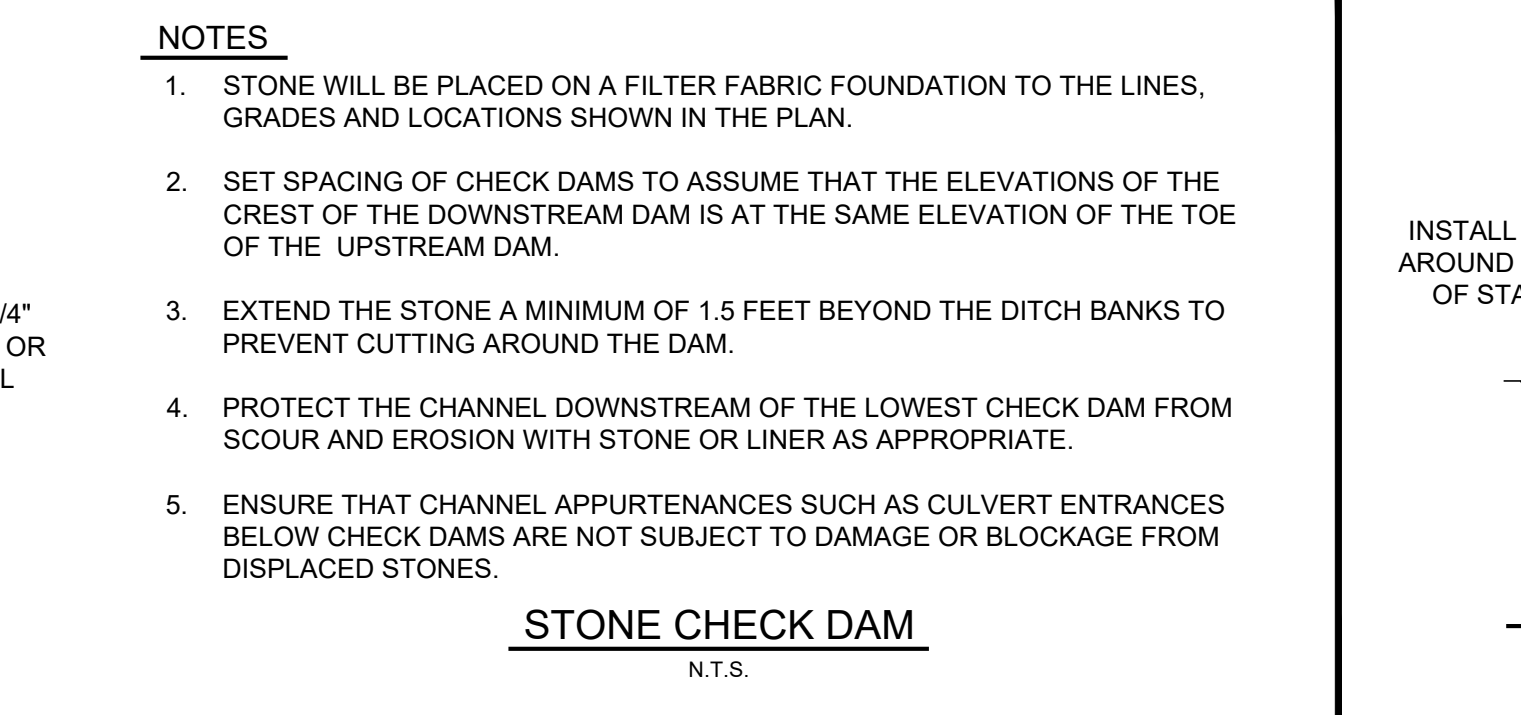 NOTES
1. STONE WILL BE PLACED ON A FILTER FABRIC FOUNDATION TO THE LINES,
GRADES AND LOCATIONS SHOWN IN THE PLAN.
2. SET SPACING OF CHECK DAMS TO ASSUME THAT THE ELEVATIONS OF THE
CREST OF THE DOWNSTREAM DAM IS AT THE SAME ELEVATION OF THE TOE
OF THE UPSTREAM DAM.
3. EXTEND THE STONE A MINIMUM OF 1.5 FEET BEYOND THE DITCH BANKS TO
PREVENT CUTTING AROUND THE DAM.
4. PROTECT THE CHANNEL DOWNSTREAM OF THE LOWEST CHECK DAM FROM
SCOUR AND EROSION WITH STONE OR LINER AS APPROPRIATE.
5. ENSURE THAT CHANNEL APPURTENANCES SUCH AS CULVERT ENTRANCES
BELOW CHECK DAMS ARE NOT SUBJECT TO DAMAGE OR BLOCKAGE FROM
DISPLACED STONES.
STONE CHECK DAM
N.T.S.
/4"
OR
L
INSTALL
AROUND
OF STA